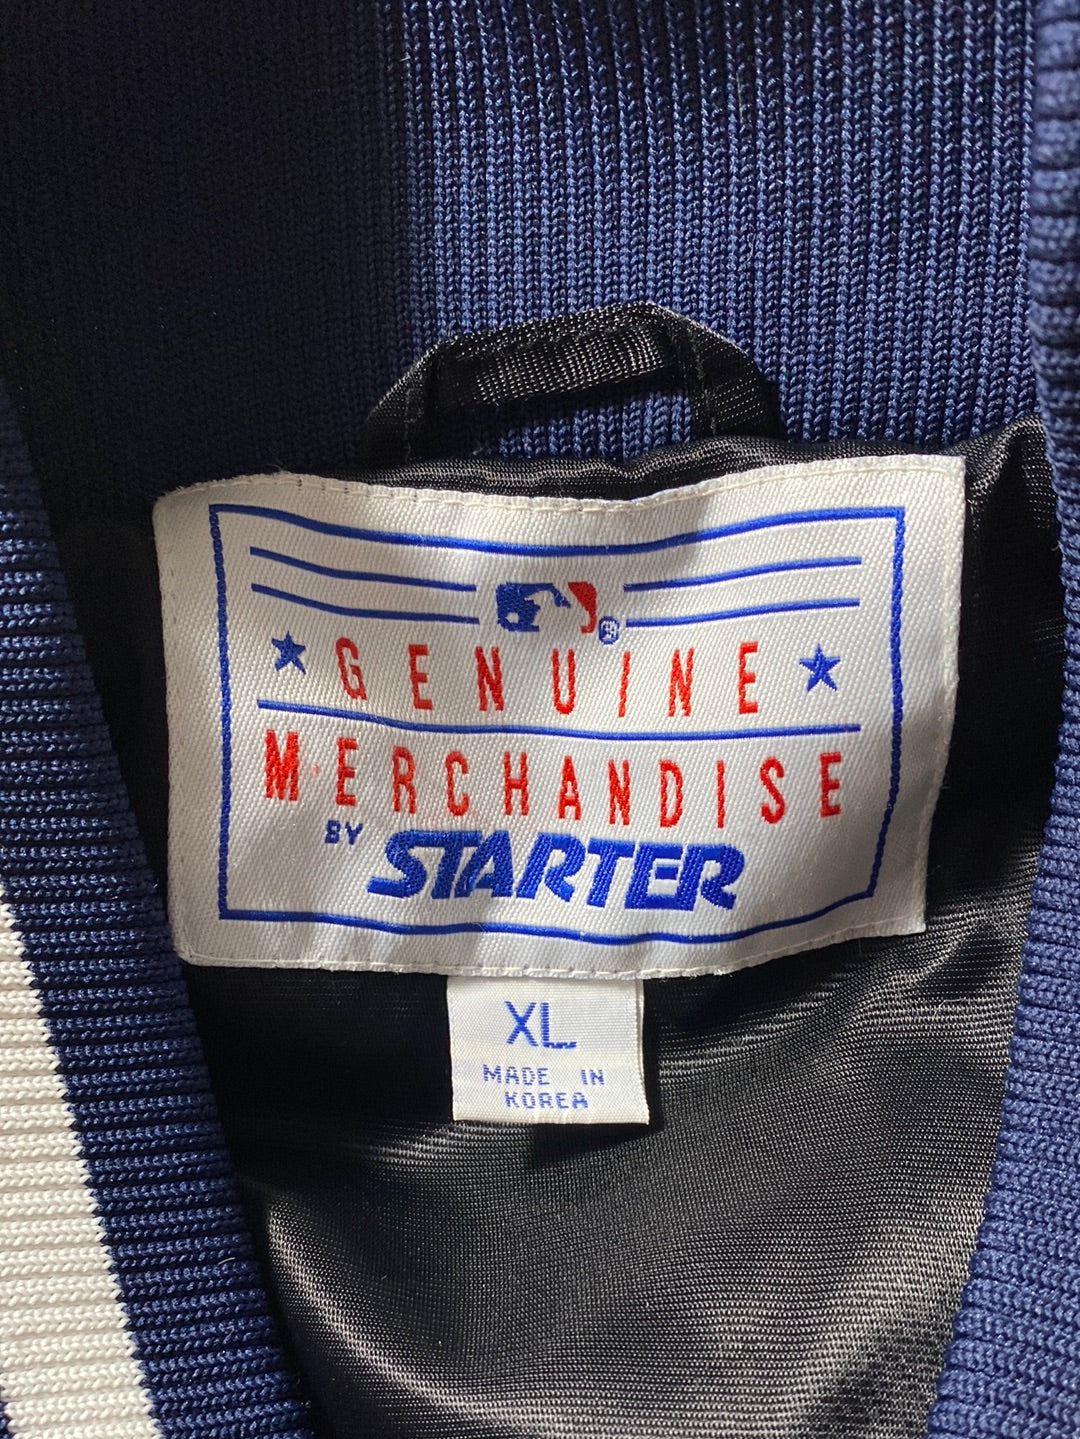 ®
GENUINE
MERCHANDISE
BY STARTER
XL
MADE IN
KOREA